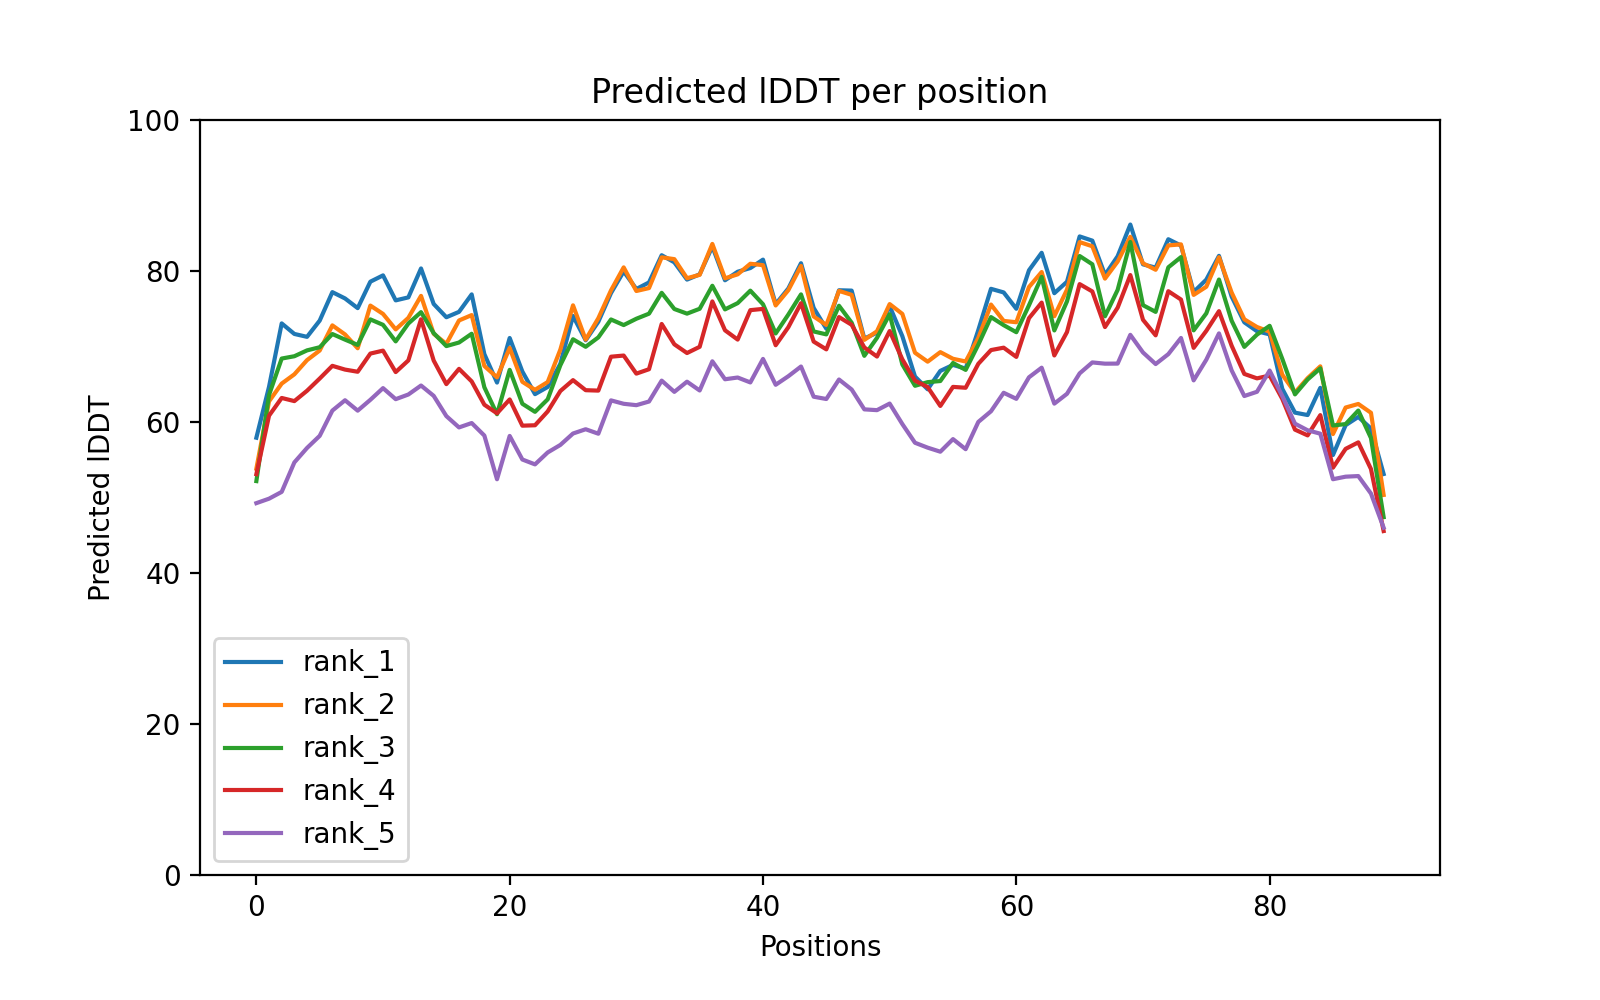 Predicted lDDT per position
100
80
60
40
20
0
Predicted lDDT
rank_1
rank_2
rank_3
rank_4
rank_5
0 20 40 60 80
Positions